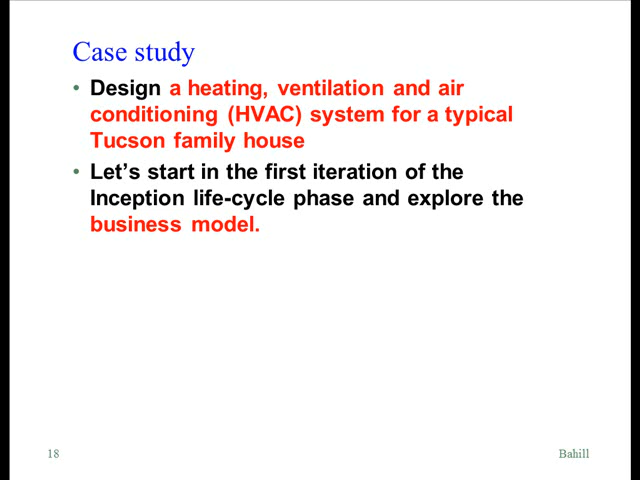 Case study
• Design a heating, ventilation and air
conditioning (HVAC) system for a typical
Tucson family house
• Let’s start in the first iteration of the
Inception life-cycle phase and explore the
business model.
18
Bahill